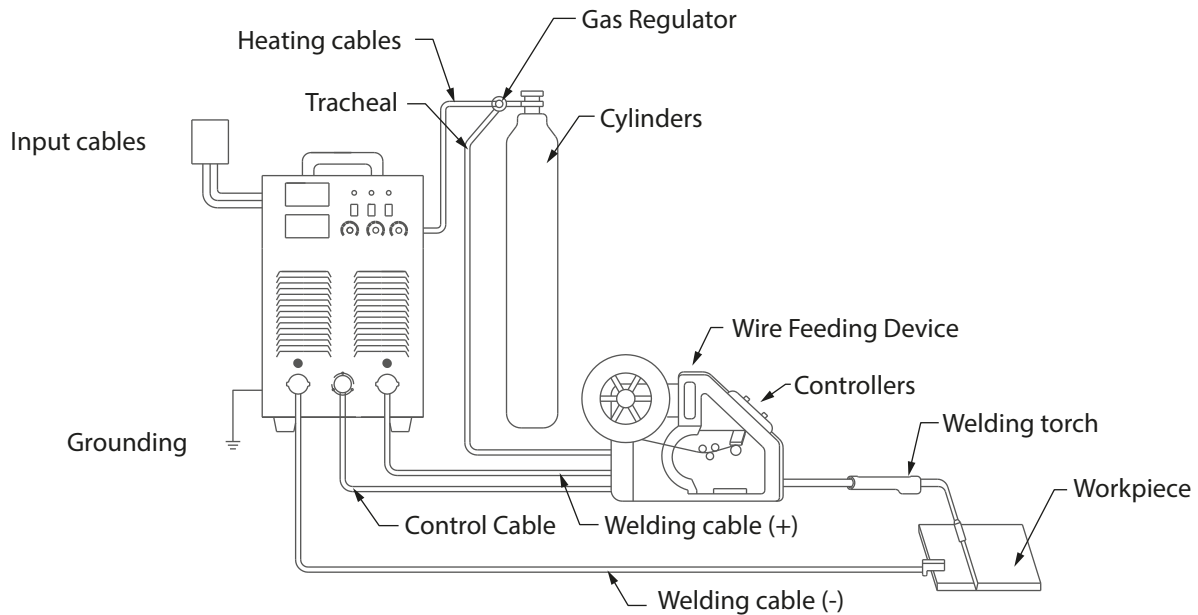 Gas Regulator
Heating cables
Tracheal
Cylinders
Input cables
Wire Feeding Device
Controllers
Welding torch
Grounding
Workpiece
Control Cable
Welding cable (+)
Welding cable (-)